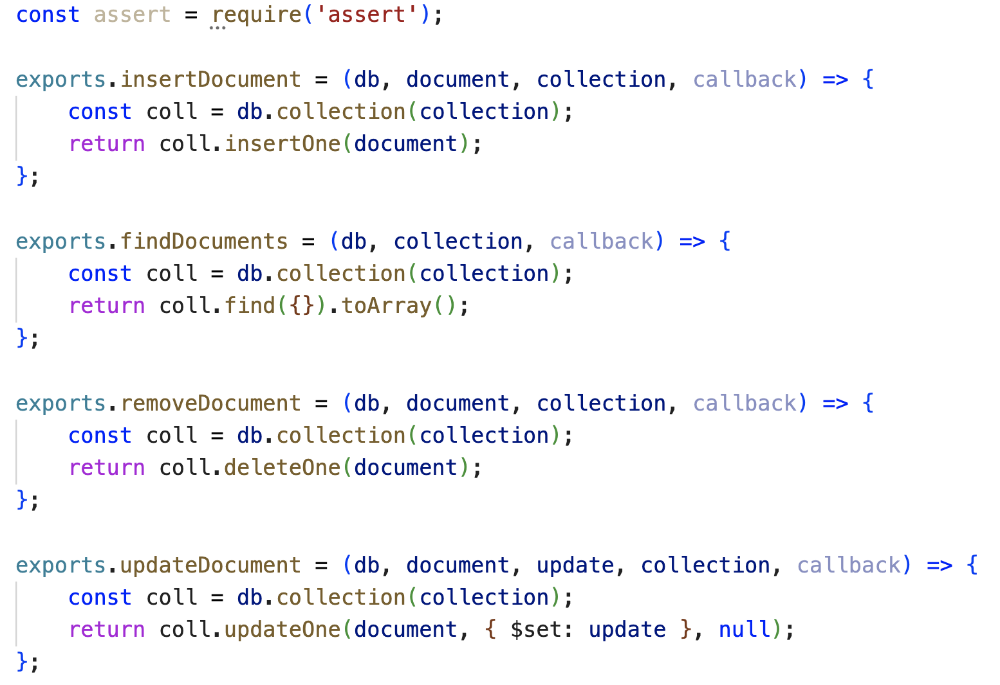 const assert = require('assert');

exports.insertDocument = (db, document, collection, callback) => {
    const coll = db.collection(collection);
    return coll.insertOne(document);
};

exports.findDocuments = (db, collection, callback) => {
    const coll = db.collection(collection);
    return coll.find({}).toArray();
};

exports.removeDocument = (db, document, collection, callback) => {
    const coll = db.collection(collection);
    return coll.deleteOne(document);
};

exports.updateDocument = (db, document, update, collection, callback) => {
    const coll = db.collection(collection);
    return coll.updateOne(document, { $set: update }, null);
};